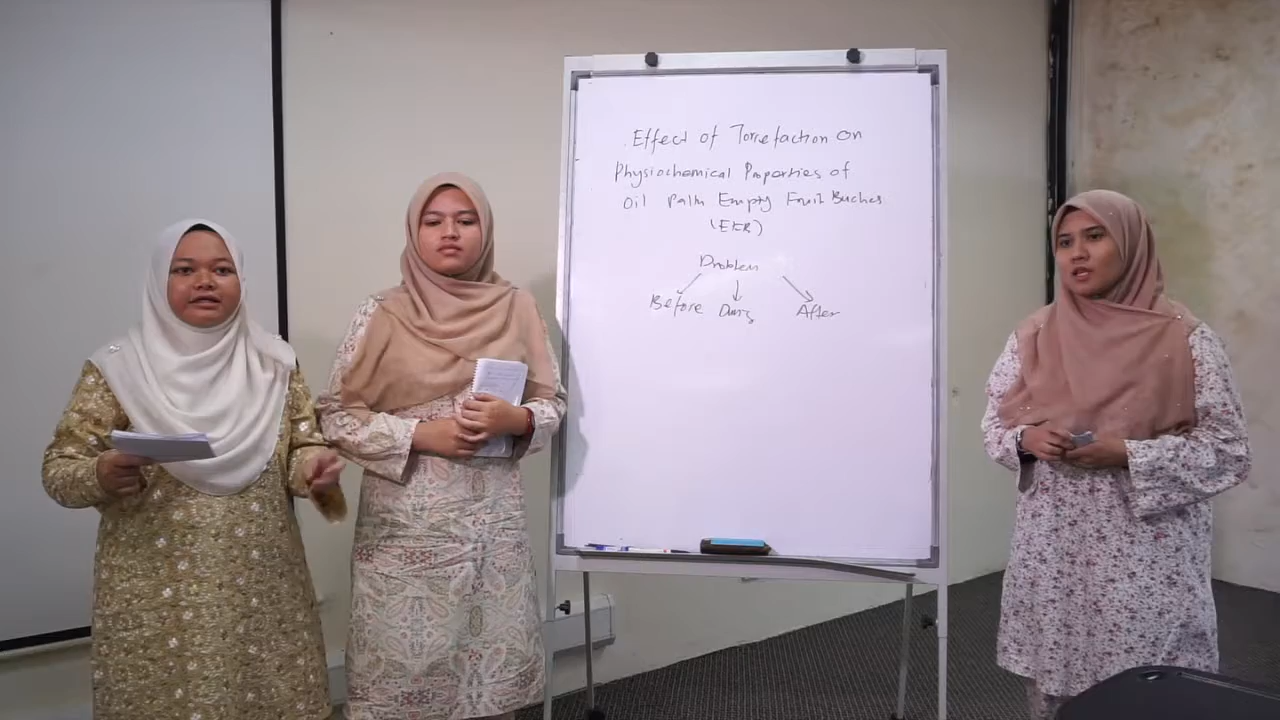 Effect of Torrefaction on
Physiochemical Properties of
Oil Palm Empty Fruit Buches
(EFB)
Problem
Before During After